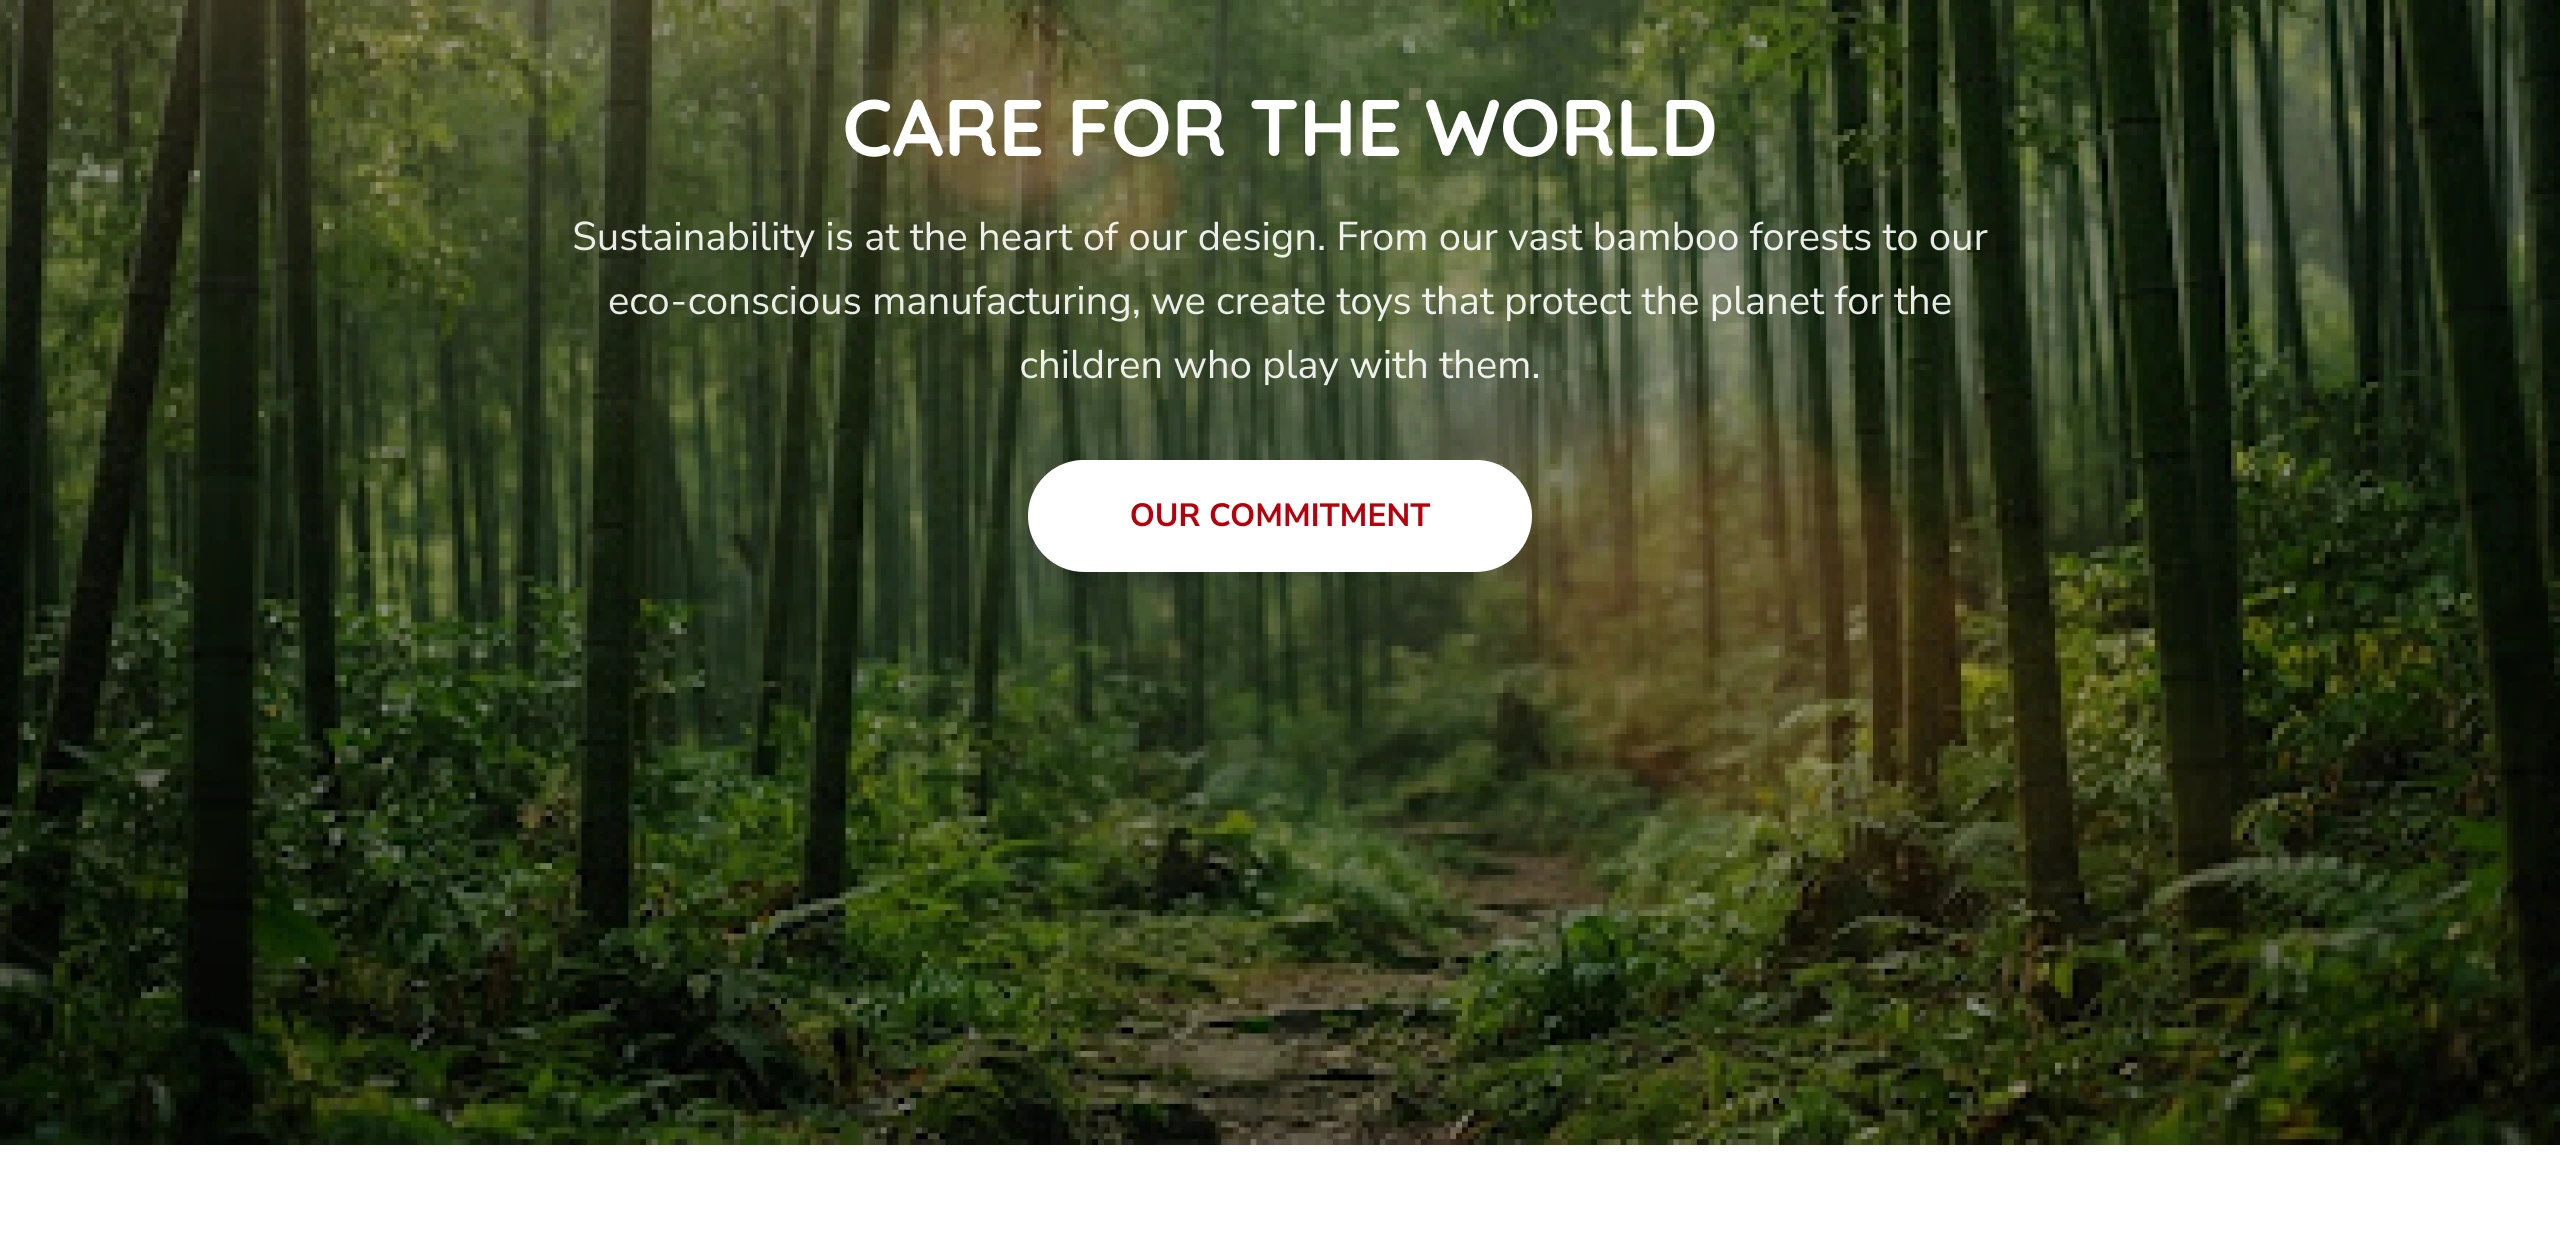 CARE FOR THE WORLD
Sustainability is at the heart of our design. From our vast bamboo forests to our
eco-conscious manufacturing, we create toys that protect the planet for the
children who play with them.
OUR COMMITMENT